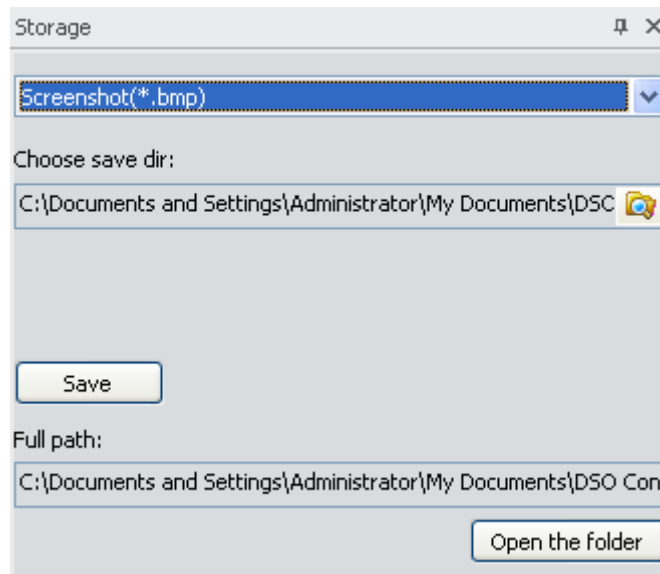 Storage
Screenshot(*.bmp)
Choose save dir:
C:\Documents and Settings\Administrator\My Documents\DSC
Save
Full path:
C:\Documents and Settings\Administrator\My Documents\DSO Con
Open the folder